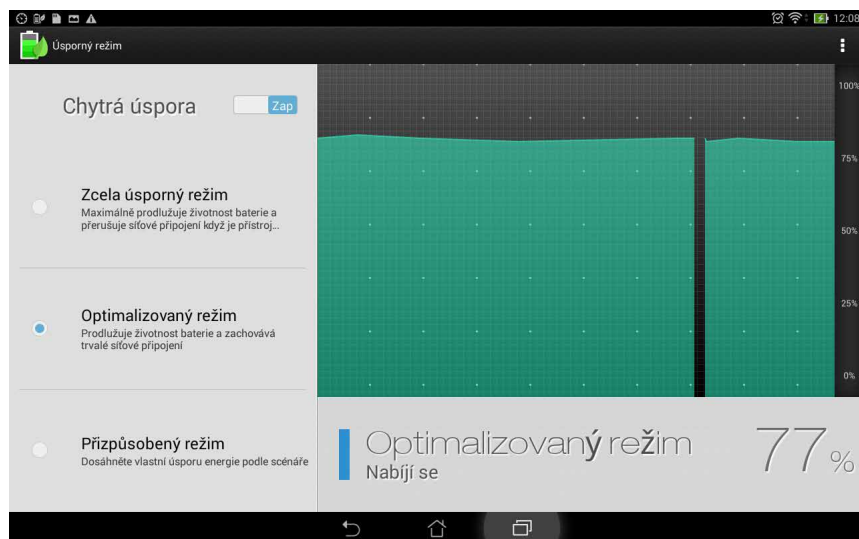 12:08
Úsporný režim
Chytrá úspora
Zap
Zcela úsporný režim
Maximálně prodlužuje životnost baterie a
přerušuje síťové připojení když je přístroj...
Optimalizovaný režim
Prodlužuje životnost baterie a zachovává
trvalé síťové připojení
Přizpůsobený režim
Dosáhněte vlastní úsporu energie podle scénáře
100%
75%
50%
25%
0%
Optimalizovaný režim
Nabíjí se
77%